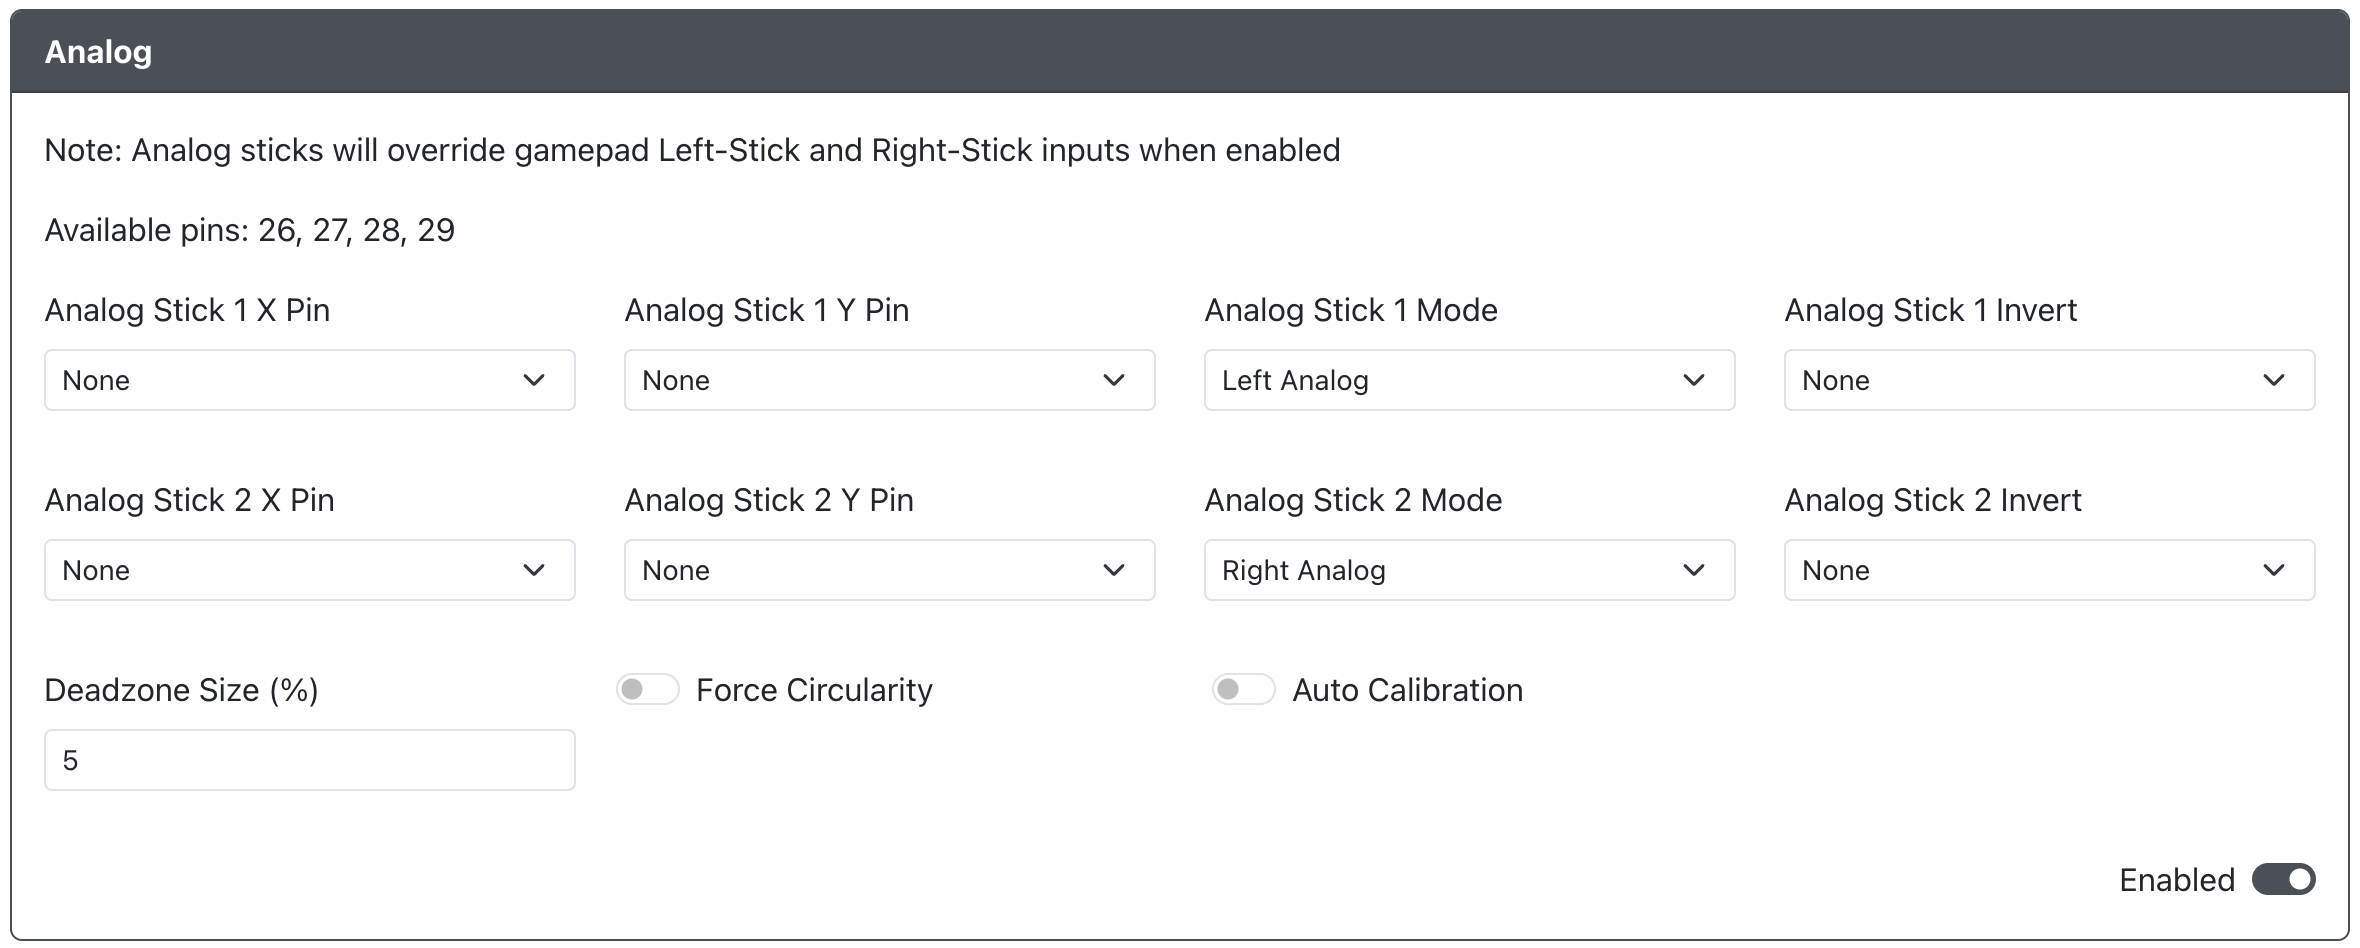 Analog
Note: Analog sticks will override gamepad Left-Stick and Right-Stick inputs when enabled
Available pins: 26, 27, 28, 29
Analog Stick 1 X Pin
None
Analog Stick 1 Y Pin
None
Analog Stick 1 Mode
Left Analog
Analog Stick 1 Invert
None
Analog Stick 2 X Pin
None
Analog Stick 2 Y Pin
None
Analog Stick 2 Mode
Right Analog
Analog Stick 2 Invert
None
Deadzone Size (%)
5
Force Circularity
Auto Calibration
Enabled